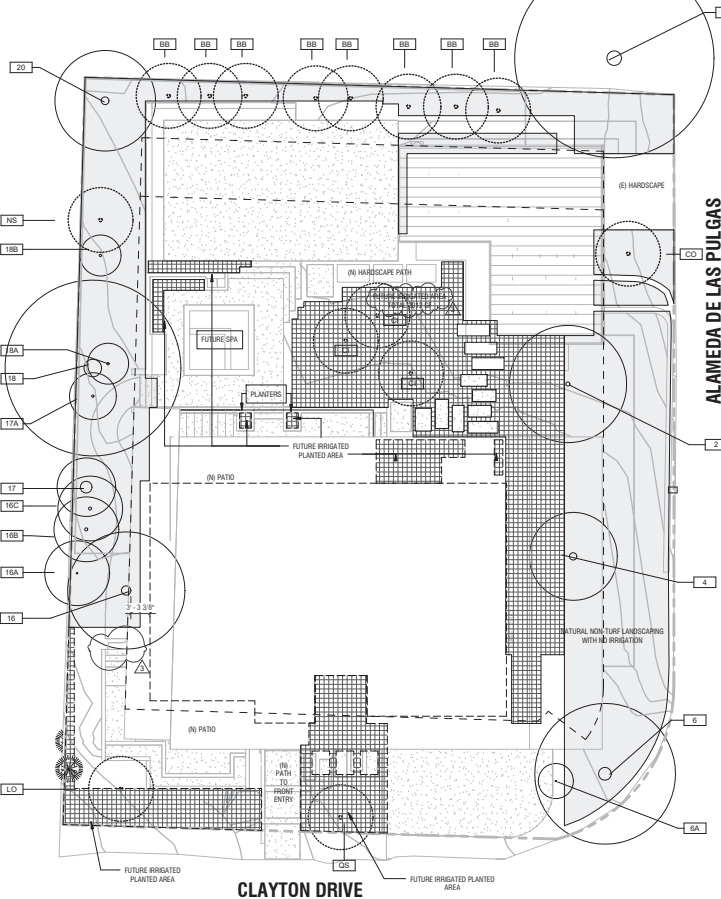 BB
BB
BB
BB
BB
BB
BB
BB
20
(E) HARDSCAPE
ALAMEDA DE LAS PULGAS
NS
18B
CO
(N) HARDSCAPE PATH
FUTURE SPA
18A
18
17A
PLANTERS
2
FUTURE IRRIGATED
PLANTED AREA
(N) PATIO
17
16C
16B
16A
4
16
3' - 3 3/8"
NATURAL NON-TURF LANDSCAPING
WITH NO IRRIGATION
3
6
(N) PATIO
(N)
PATH
TO
FRONT
ENTRY
LO
6A
QS
FUTURE IRRIGATED
PLANTED AREA
FUTURE IRRIGATED PLANTED
AREA
CLAYTON DRIVE